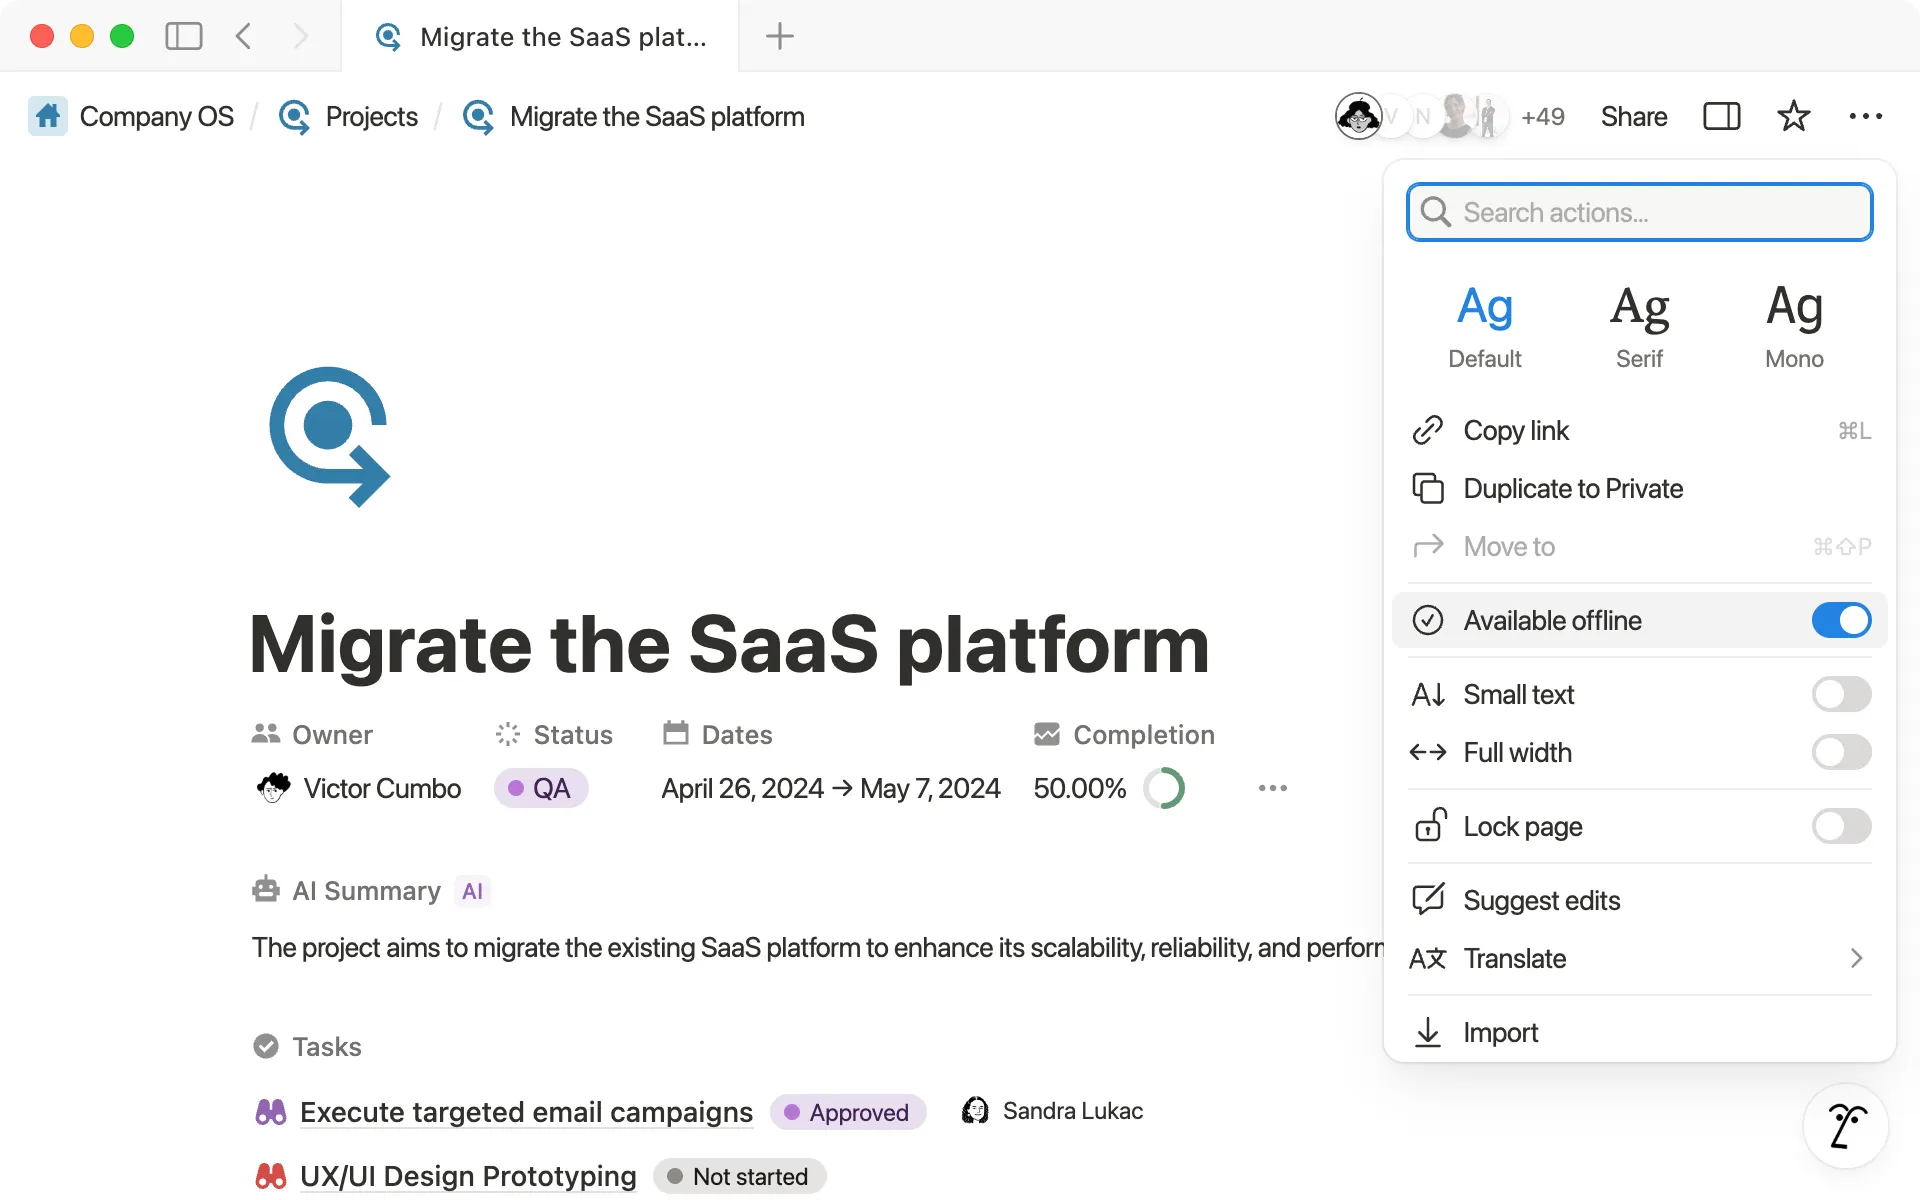 Migrate the SaaS plat...
Company OS / Projects / Migrate the SaaS platform
V N +49 Share
Search actions...
Ag Ag Ag
Default Serif Mono
Copy link ⌘L
Duplicate to Private
Move to ⌘⇧P
Available offline
Small text
Full width
Lock page
Suggest edits
Translate
Import
Migrate the SaaS platform
Owner Status Dates Completion
Victor Cumbo QA April 26, 2024 → May 7, 2024 50.00%
AI Summary AI
The project aims to migrate the existing SaaS platform to enhance its scalability, reliability, and perforr
Tasks
Execute targeted email campaigns Approved Sandra Lukac
UX/UI Design Prototyping Not started